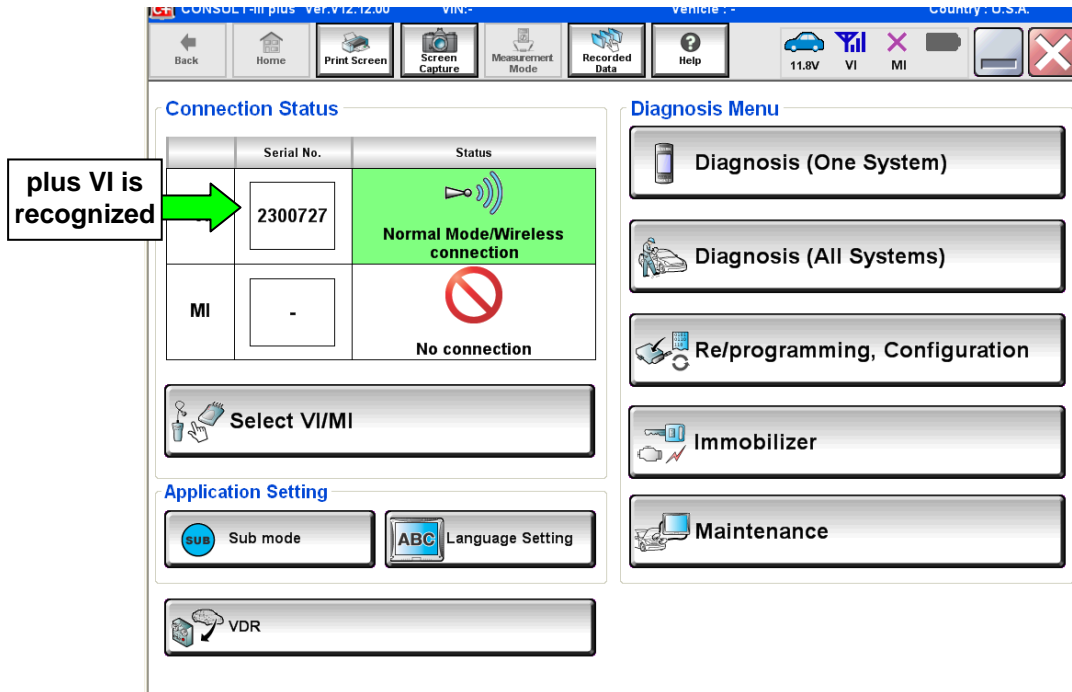 CONSULT-III plus Ver.V12.12.00 VIN:- Vehicle : - Country : U.S.A.
Back
Home
Print Screen
Screen
Capture
Measurement
Mode
Recorded
Data
Help
11.8V
VI
MI
Connection Status
Serial No.
Status
plus VI is
recognized
2300727
Normal Mode/Wireless
connection
MI
-
No connection
Select VI/MI
Application Setting
SUB
Sub mode
ABC
Language Setting
VDR
Diagnosis Menu
Diagnosis (One System)
Diagnosis (All Systems)
Re/programming, Configuration
Immobilizer
Maintenance